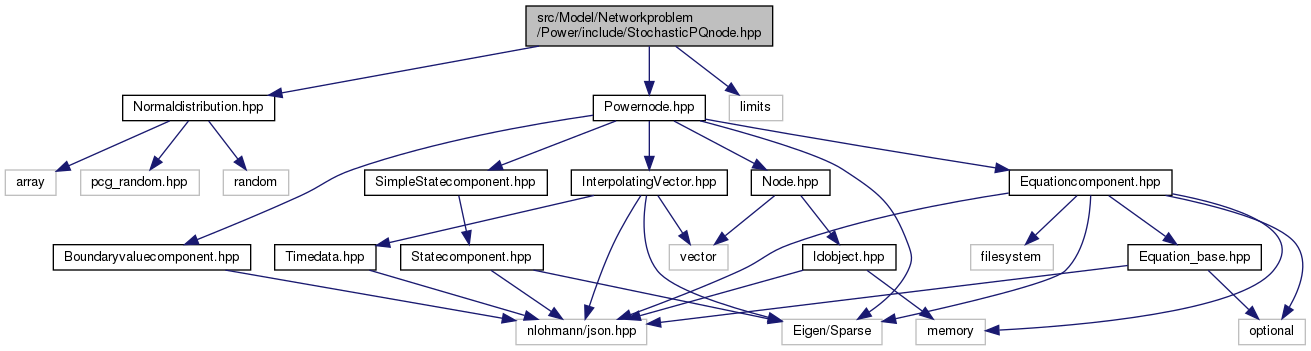 src/Model/Networkproblem
/Power/include/StochasticPQnode.hpp
Normaldistribution.hpp
Powernode.hpp
limits
array
pcg_random.hpp
random
SimpleStatecomponent.hpp
InterpolatingVector.hpp
Node.hpp
Equationcomponent.hpp
Boundaryvaluecomponent.hpp
Timedata.hpp
Statecomponent.hpp
vector
Idobject.hpp
filesystem
Equation_base.hpp
nlohmann/json.hpp
Eigen/Sparse
memory
optional